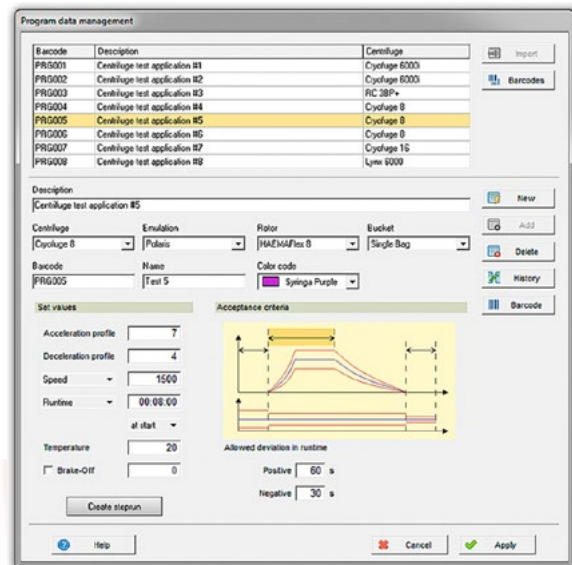 Program data management
Barcode Description Centrifuge
PRG001 Centrifuge test application #1 Cryofuge 6000i
PRG002 Centrifuge test application #2 Cryofuge 6000i
PRG003 Centrifuge test application #3 RC 3BP+
PRG004 Centrifuge test application #4 Cryofuge 8
PRG005 Centrifuge test application #5 Cryofuge 8
PRG006 Centrifuge test application #6 Cryofuge 8
PRG007 Centrifuge test application #7 Cryofuge 16
PRG008 Centrifuge test application #8 Lynx 6000
Import
Barcodes
Description
Centrifuge test application #5
Centrifuge Emulation Rotor Bucket
Cryofuge 8 Polaris HAEMAFlex 8 Single Bag
Barcode Name Color code
PRG005 Test 5 Syringa Purple
New
Add
Delete
History
Barcode
Set values Acceptance criteria
Acceleration profile 7
Deceleration profile 4
Speed 1500
Runtime 00:08:00
at start
Temperature 20
Brake-Off 0
Create steprun
Allowed deviation in runtime
Positive 60 s
Negative 30 s
Help Cancel Apply